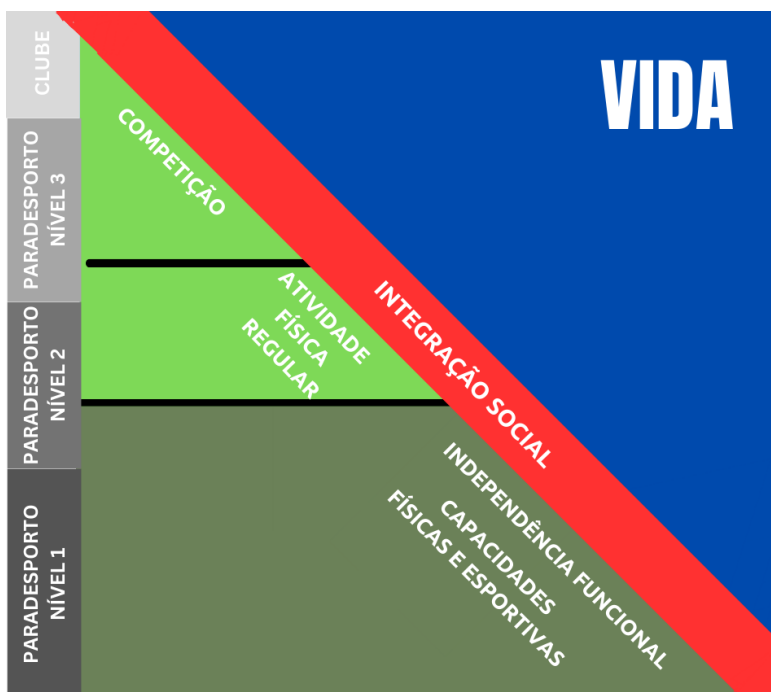 VIDA
CLUBE
PARADESPORTO
NÍVEL 3
PARADESPORTO
NÍVEL 2
PARADESPORTO
NÍVEL 1
COMPETIÇÃO
ATIVIDADE
FÍSICA
REGULAR
INTEGRAÇÃO SOCIAL
INDEPENDÊNCIA FUNCIONAL
CAPACIDADES
FÍSICAS E ESPORTIVAS